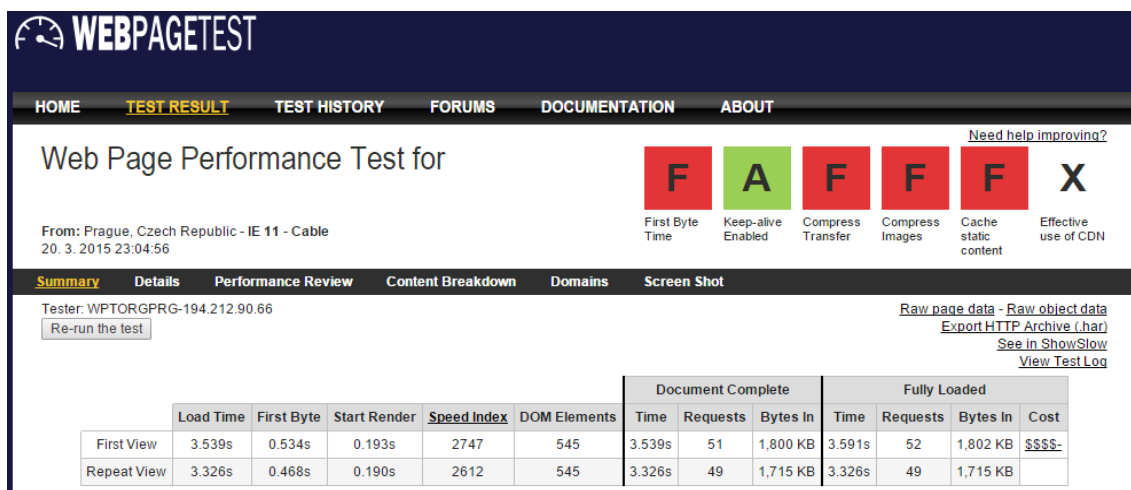 WEBPAGETEST
HOME TEST RESULT TEST HISTORY FORUMS DOCUMENTATION ABOUT
Need help improving?
Web Page Performance Test for
F A F F F X
First Byte Time Keep-alive Enabled Compress Transfer Compress Images Cache static content Effective use of CDN
From: Prague, Czech Republic - IE 11 - Cable
20. 3. 2015 23:04:56
Summary Details Performance Review Content Breakdown Domains Screen Shot
Tester: WPTORGPRG-194.212.90.66
Re-run the test
Raw page data - Raw object data
Export HTTP Archive (.har)
See in ShowSlow
View Test Log
Document Complete Fully Loaded
Load Time First Byte Start Render Speed Index DOM Elements Time Requests Bytes In Time Requests Bytes In Cost
First View 3.539s 0.534s 0.193s 2747 545 3.539s 51 1,800 KB 3.591s 52 1,802 KB $$$$-
Repeat View 3.326s 0.468s 0.190s 2612 545 3.326s 49 1,715 KB 3.326s 49 1,715 KB